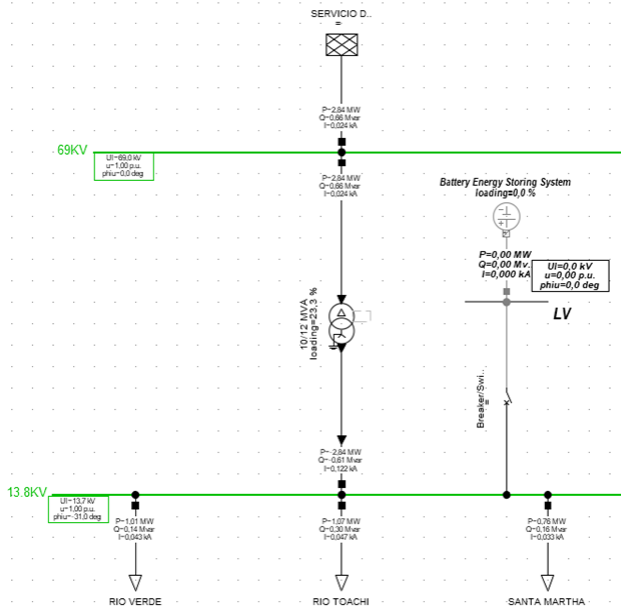 SERVICIO D..
=
P=2,84 MW
Q=0,66 Mvar
I=0,024 kA
69KV
Ul=69,0 kV
u=1,00 p.u.
phiu=0,0 deg
P=2,84 MW
Q=0,66 Mvar
I=0,024 kA
Battery Energy Storing System
loading=0,0 %
P=0,00 MW
Q=0,00 Mv.
I=0,000 kA
Ul=0,0 kV
u=0,00 p.u.
phiu=0,0 deg
LV
10/12 MVA
loading=23,3 %
Breaker/Swi..
=
P=-2,84 MW
Q=-0,61 Mvar
I=0,122 kA
13.8KV
Ul=13,7 kV
u=1,00 p.u.
phiu=-31,0 deg
P=1,01 MW
Q=0,14 Mvar
I=0,043 kA
P=1,07 MW
Q=0,30 Mvar
I=0,047 kA
P=0,76 MW
Q=0,16 Mvar
I=0,033 kA
RIO VERDE
RIO TOACHI
SANTA MARTHA